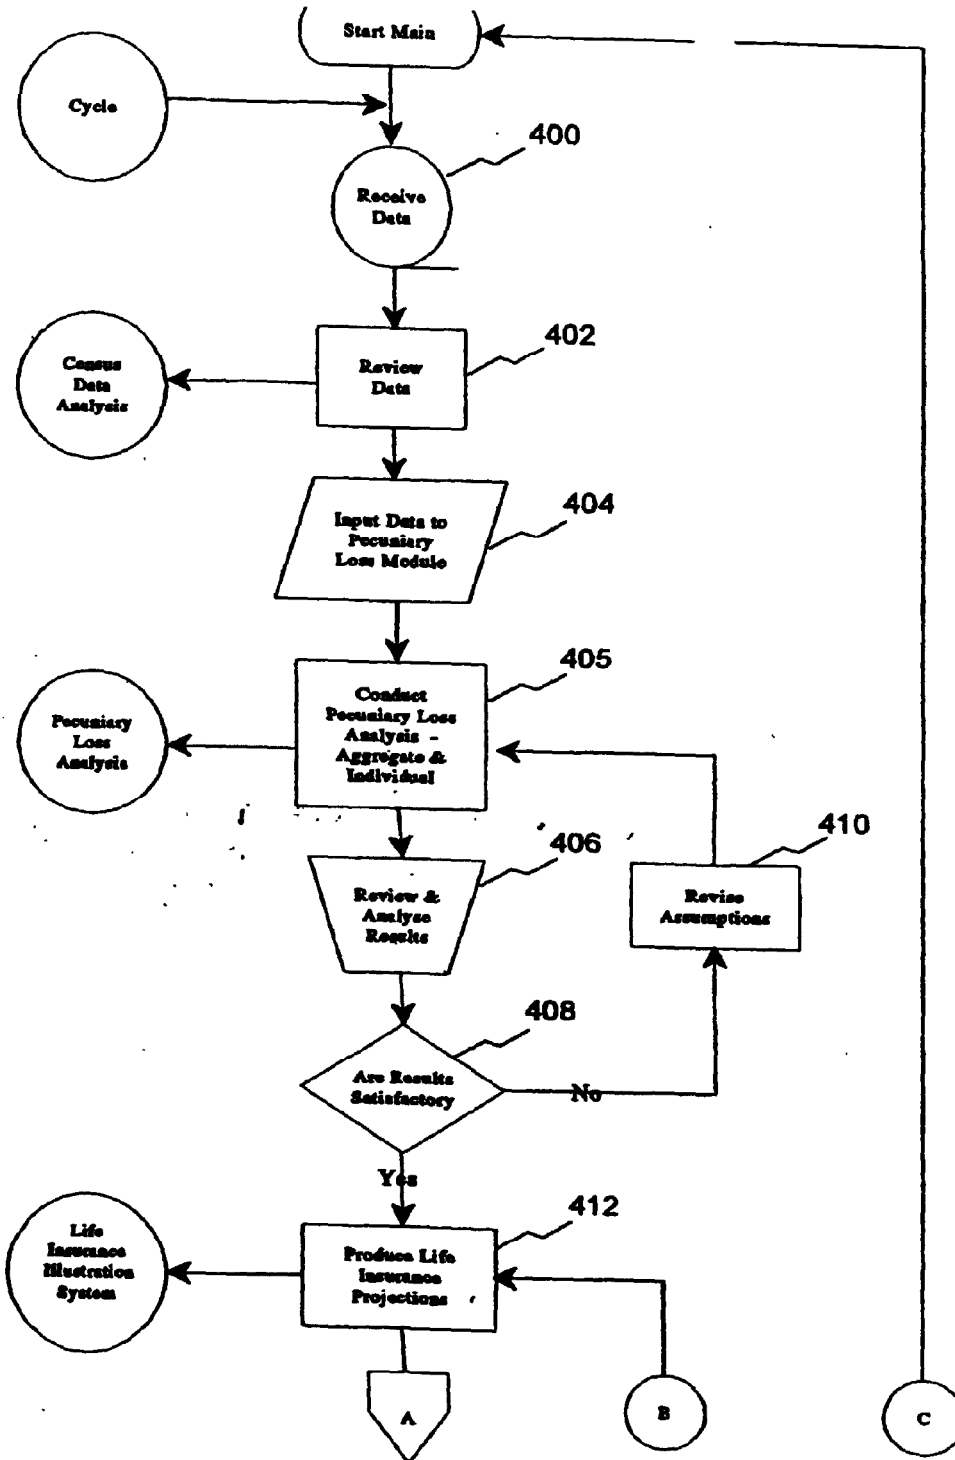 Start Main
Cycle
400
Receive
Data
402
Census
Data
Analysis
Review
Data
404
Input Data to
Pecuniary
Loss Module
405
Conduct
Pecuniary Loss
Analysis –
Aggregate &
Individual
Pecuniary
Loss
Analysis
406
410
Review &
Analyse
Results
Revise
Assumptions
408
Are Results
Satisfactory
No
Yes
412
Life
Insurance
Illustration
System
Produce Life
Insurance
Projections
A
B
C